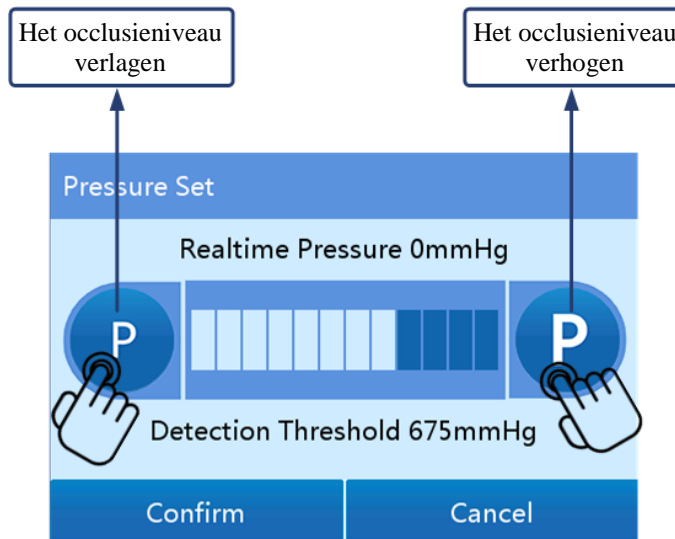 Het occlusieniveau
verlagen
Het occlusieniveau
verhogen
Pressure Set
Realtime Pressure 0mmHg
P
P
Detection Threshold 675mmHg
Confirm
Cancel